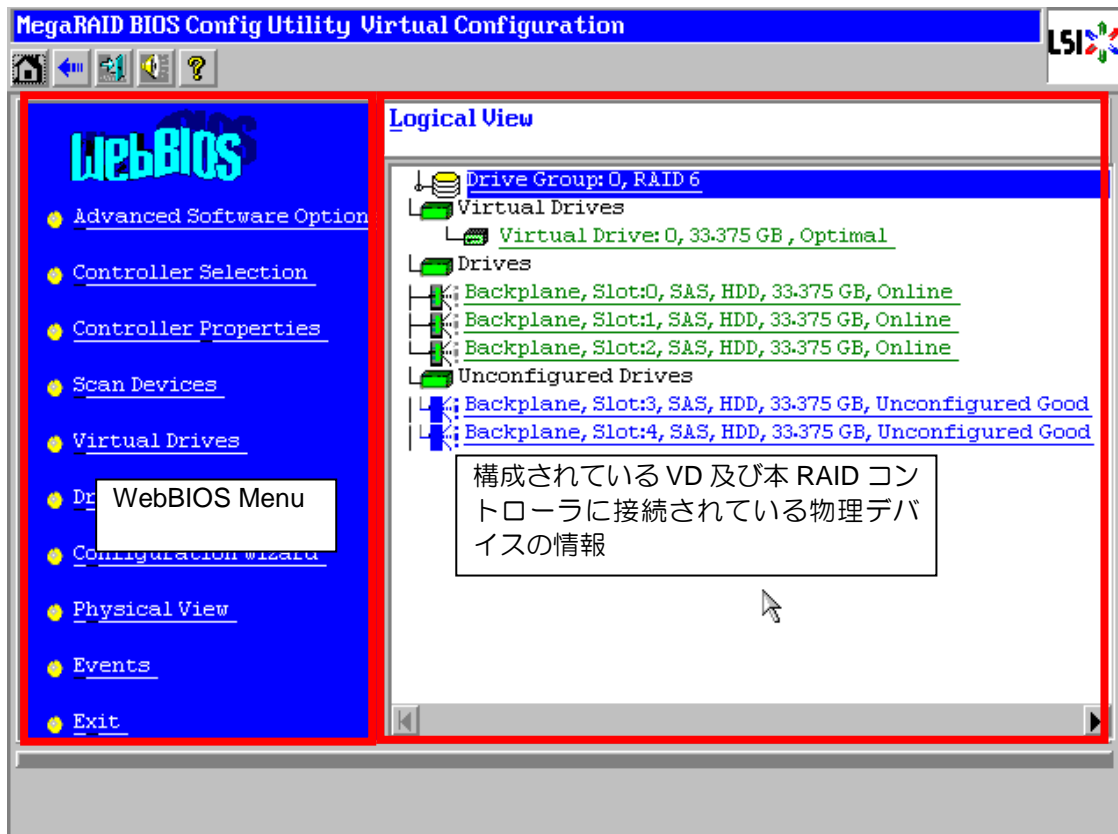 MegaRAID BIOS Config Utility Virtual Configuration
LSI
WebBIOS
Advanced Software Option
Controller Selection
Controller Properties
Scan Devices
Virtual Drives
Dr
WebBIOS Menu
Configuration Wizard
Physical View
Events
Exit
Logical View
Drive Group: 0, RAID 6
Virtual Drives
Virtual Drive: 0, 33.375 GB , Optimal
Drives
Backplane, Slot:0, SAS, HDD, 33.375 GB, Online
Backplane, Slot:1, SAS, HDD, 33.375 GB, Online
Backplane, Slot:2, SAS, HDD, 33.375 GB, Online
Unconfigured Drives
Backplane, Slot:3, SAS, HDD, 33.375 GB, Unconfigured Good
Backplane, Slot:4, SAS, HDD, 33.375 GB, Unconfigured Good
構成されている VD 及び本 RAID コン
トローラに接続されている物理デバ
イスの情報